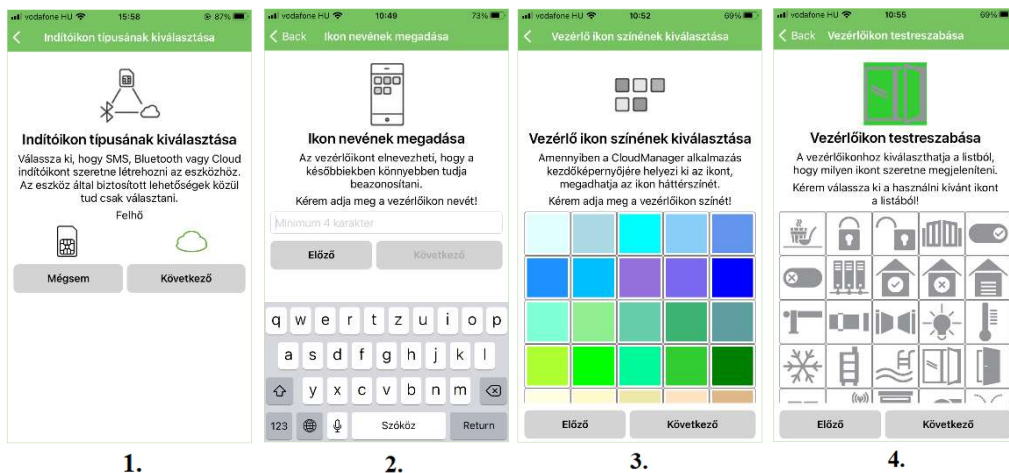 vodafone HU 15:58 87%
Indítóikon típusának kiválasztása
Indítóikon típusának kiválasztása
Válassza ki, hogy SMS, Bluetooth vagy Cloud
indítóikont szeretne létrehozni az eszközhöz.
Az eszköz által biztosított lehetőségek közül
tud csak választani.
Felhő
Mégsem Következő
1.
vodafone HU 10:49 73%
Back Ikon nevének megadása
Ikon nevének megadása
Az vezérlőikont elnevezheti, hogy a
későbbiekben könnyebben tudja
beazonosítani.
Kérem adja meg a vezérlőikon nevét!
Minimum 4 karakter
Előző Következő
q w e r t z u i o p
a s d f g h j k l
y x c v b n m
123 Szóköz Return
2.
vodafone HU 10:52 69%
Vezérlő ikon színének kiválasztása
Vezérlő ikon színének kiválasztása
Amennyiben a CloudManager alkalmazás
kezdőképernyőjére helyezi ki az ikont,
megadhatja az ikon háttérszínét.
Kérem adja meg a vezérlőikon színét!
Előző Következő
3.
vodafone HU 10:55 69%
Back Vezérlőikon testreszabása
Vezérlőikon testreszabása
A vezérlőikonhoz kiválaszthatja a listból,
hogy milyen ikont szeretne megjeleníteni.
Kérem válassza ki a használni kívánt ikont
a listából!
Előző Következő
4.